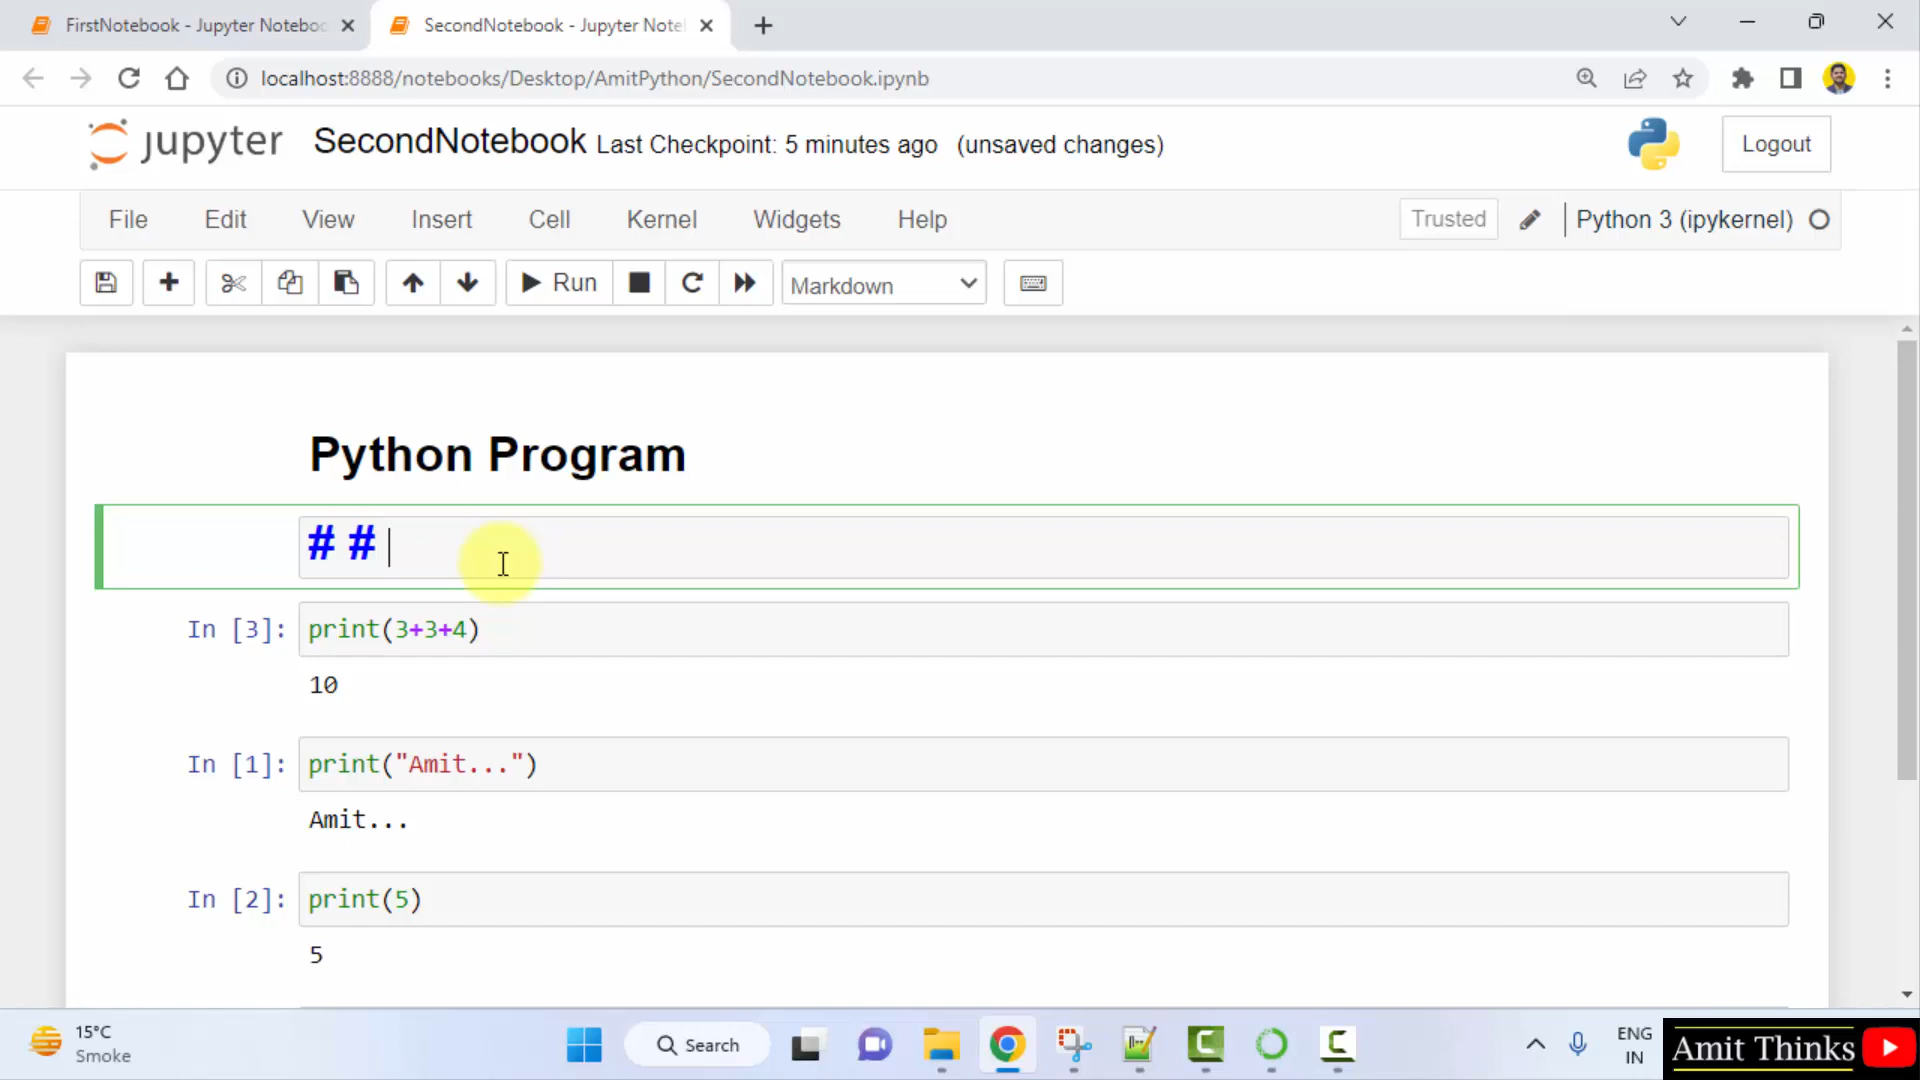 FirstNotebook - Jupyter Noteboo
SecondNotebook - Jupyter Note
localhost:8888/notebooks/Desktop/AmitPython/SecondNotebook.ipynb
jupyter SecondNotebook Last Checkpoint: 5 minutes ago (unsaved changes)
Logout
File Edit View Insert Cell Kernel Widgets Help
Trusted Python 3 (ipykernel)
Run Markdown
Python Program
# #
In [3]: print(3+3+4)
10
In [1]: print("Amit...")
Amit...
In [2]: print(5)
5
15°C
Smoke
Search
ENG
IN
Amit Thinks